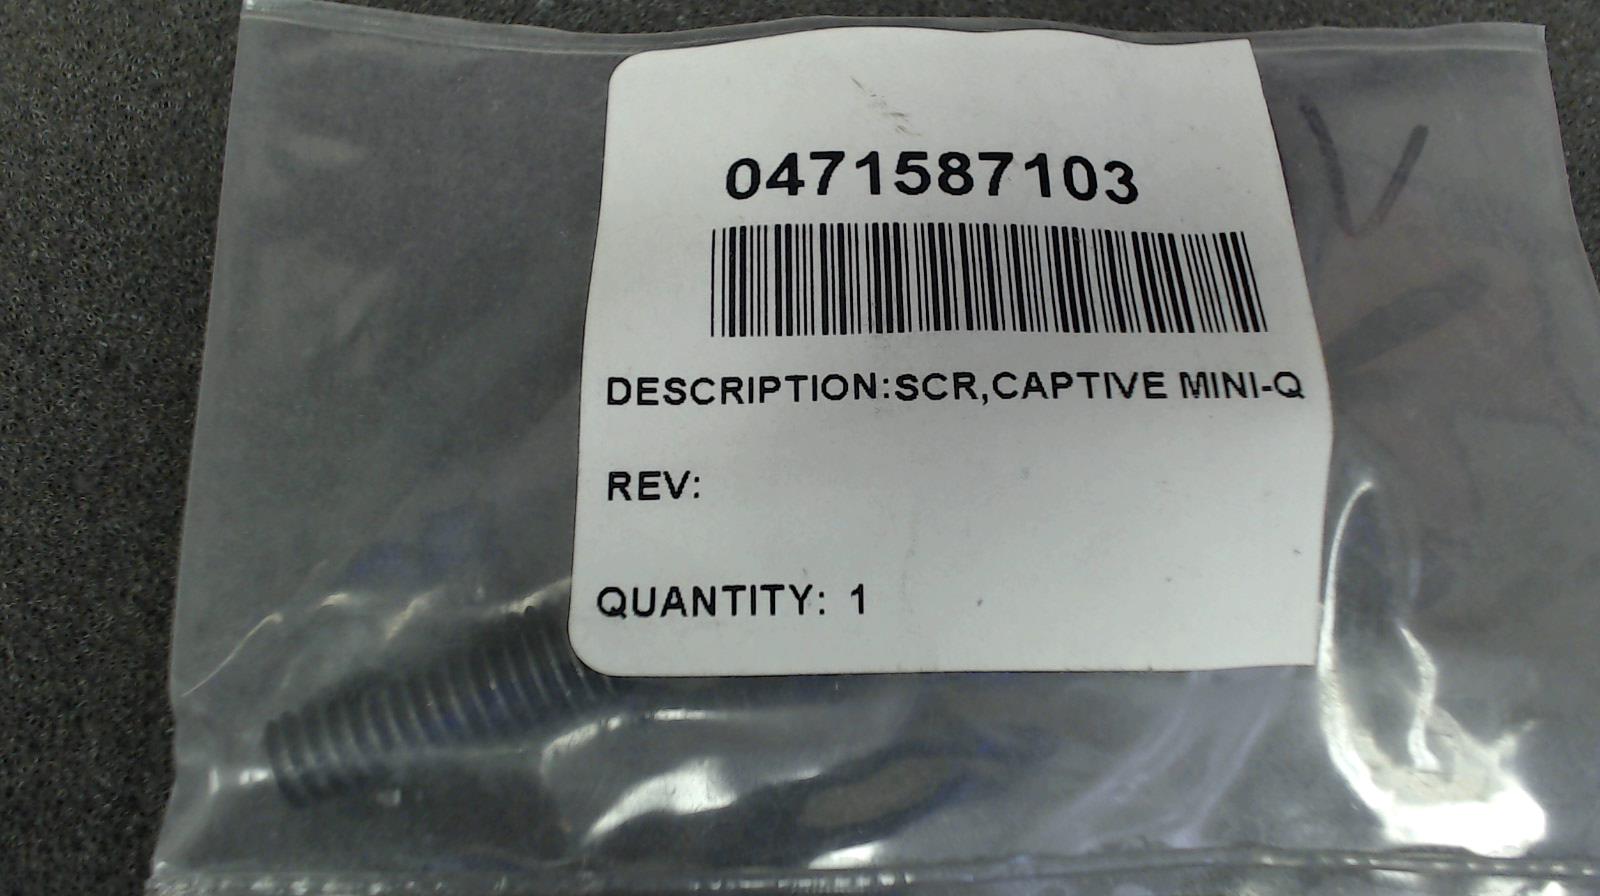 0471587103
DESCRIPTION:SCR,CAPTIVE MINI-Q
REV:
QUANTITY: 1
V